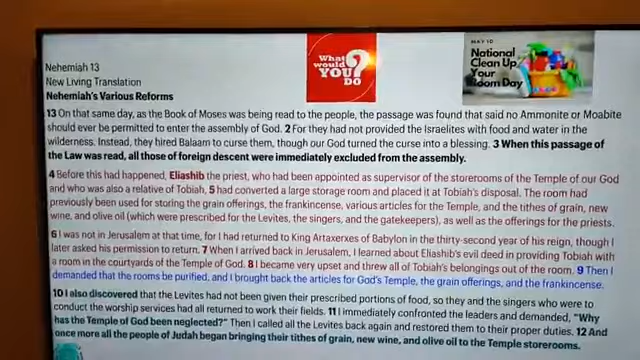 What
would
YOU
DO
?
MAY 10
National
Clean Up
Your
Room Day
Nehemiah 13
New Living Translation
Nehemiah's Various Reforms
13 On that same day, as the Book of Moses was being read to the people, the passage was found that said no Ammonite or Moabite
should ever be permitted to enter the assembly of God. 2 For they had not provided the Israelites with food and water in the
wilderness. Instead, they hired Balaam to curse them, though our God turned the curse into a blessing. 3 When this passage of
the Law was read, all those of foreign descent were immediately excluded from the assembly.
4 Before this had happened, Eliashib the priest, who had been appointed as supervisor of the storerooms of the Temple of our God
and who was also a relative of Tobiah, 5 had converted a large storage room and placed it at Tobiah's disposal. The room had
previously been used for storing the grain offerings, the frankincense, various articles for the Temple, and the tithes of grain, new
wine, and olive oil (which were prescribed for the Levites, the singers, and the gatekeepers), as well as the offerings for the priests.
6 I was not in Jerusalem at that time, for I had returned to King Artaxerxes of Babylon in the thirty-second year of his reign, though I
later asked his permission to return. 7 When I arrived back in Jerusalem, I learned about Eliashib's evil deed in providing Tobiah with
a room in the courtyards of the Temple of God. 8 I became very upset and threw all of Tobiah's belongings out of the room. 9 Then I
demanded that the rooms be purified, and I brought back the articles for God's Temple, the grain offerings, and the frankincense.
10 I also discovered that the Levites had not been given their prescribed portions of food, so they and the singers who were to
conduct the worship services had all returned to work their fields. 11 I immediately confronted the leaders and demanded, "Why
has the Temple of God been neglected?" Then I called all the Levites back again and restored them to their proper duties. 12 And
once more all the people of Judah began bringing their tithes of grain, new wine, and olive oil to the Temple storerooms.